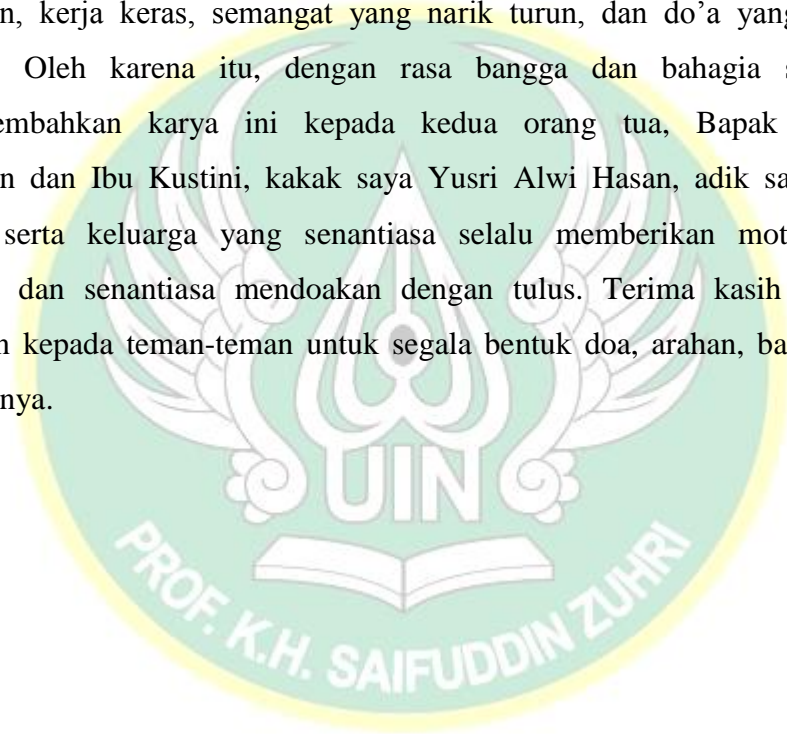 n, kerja keras, semangat yang narik turun, dan do’a yang
Oleh karena itu, dengan rasa bangga dan bahagia s
embahkan karya ini kepada kedua orang tua, Bapak
n dan Ibu Kustini, kakak saya Yusri Alwi Hasan, adik sa
serta keluarga yang senantiasa selalu memberikan mot
dan senantiasa mendoakan dengan tulus. Terima kasih
n kepada teman-teman untuk segala bentuk doa, arahan, ba
nya.
UIN
PROF. K.H. SAIFUDDIN ZUHRI